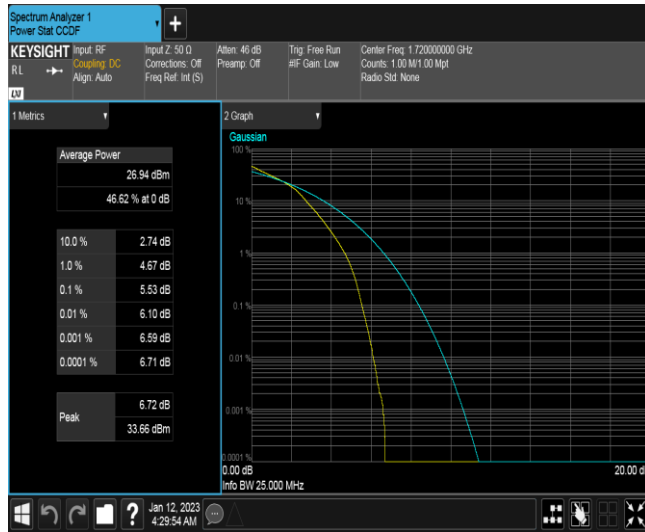 Spectrum Analyzer 1
Power Stat CCDF
+
KEYSIGHT
RL
LXI
Input: RF
Coupling: DC
Align: Auto
Input Z: 50 Ω
Corrections: Off
Freq Ref: Int (S)
Atten: 46 dB
Preamp: Off
Trig: Free Run
#IF Gain: Low
Center Freq: 1.720000000 GHz
Counts: 1.00 M/1.00 Mpt
Radio Std: None
1 Metrics
Average Power
26.94 dBm
46.62 % at 0 dB
10.0 % 2.74 dB
1.0 % 4.67 dB
0.1 % 5.53 dB
0.01 % 6.10 dB
0.001 % 6.59 dB
0.0001 % 6.71 dB
Peak
6.72 dB
33.66 dBm
2 Graph
Gaussian
100 %
10 %
1 %
0.1 %
0.01 %
0.001 %
0.0001 %
0.00 dB
20.00 d
Info BW 25.000 MHz
?
Jan 12, 2023
4:29:54 AM